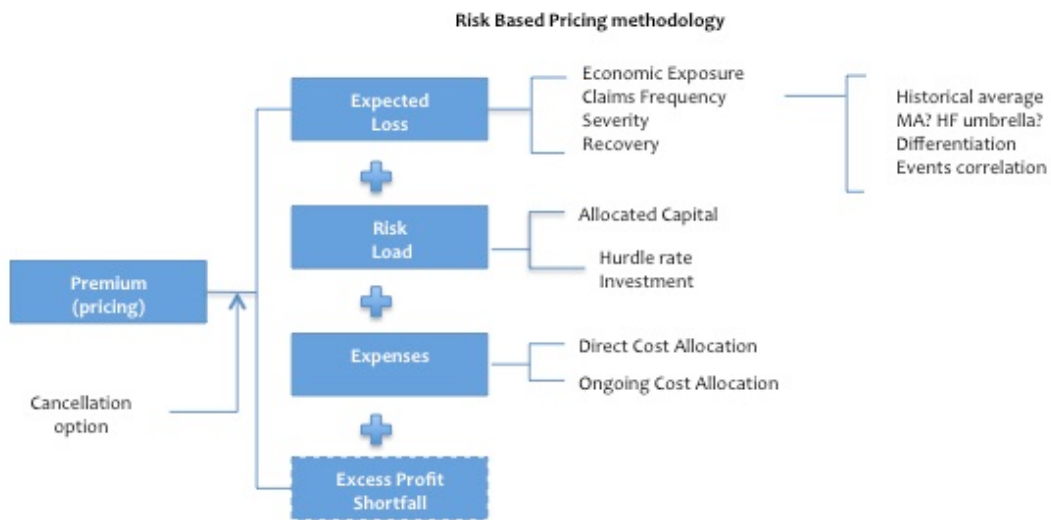 Risk Based Pricing methodology
Expected
Loss
Economic Exposure
Claims Frequency
Severity
Recovery
Historical average
MA? HF umbrella?
Differentiation
Events correlation
Risk
Load
Allocated Capital
Hurdle rate
Investment
Premium
(pricing)
Expenses
Direct Cost Allocation
Ongoing Cost Allocation
Cancellation
option
Excess Profit
Shortfall